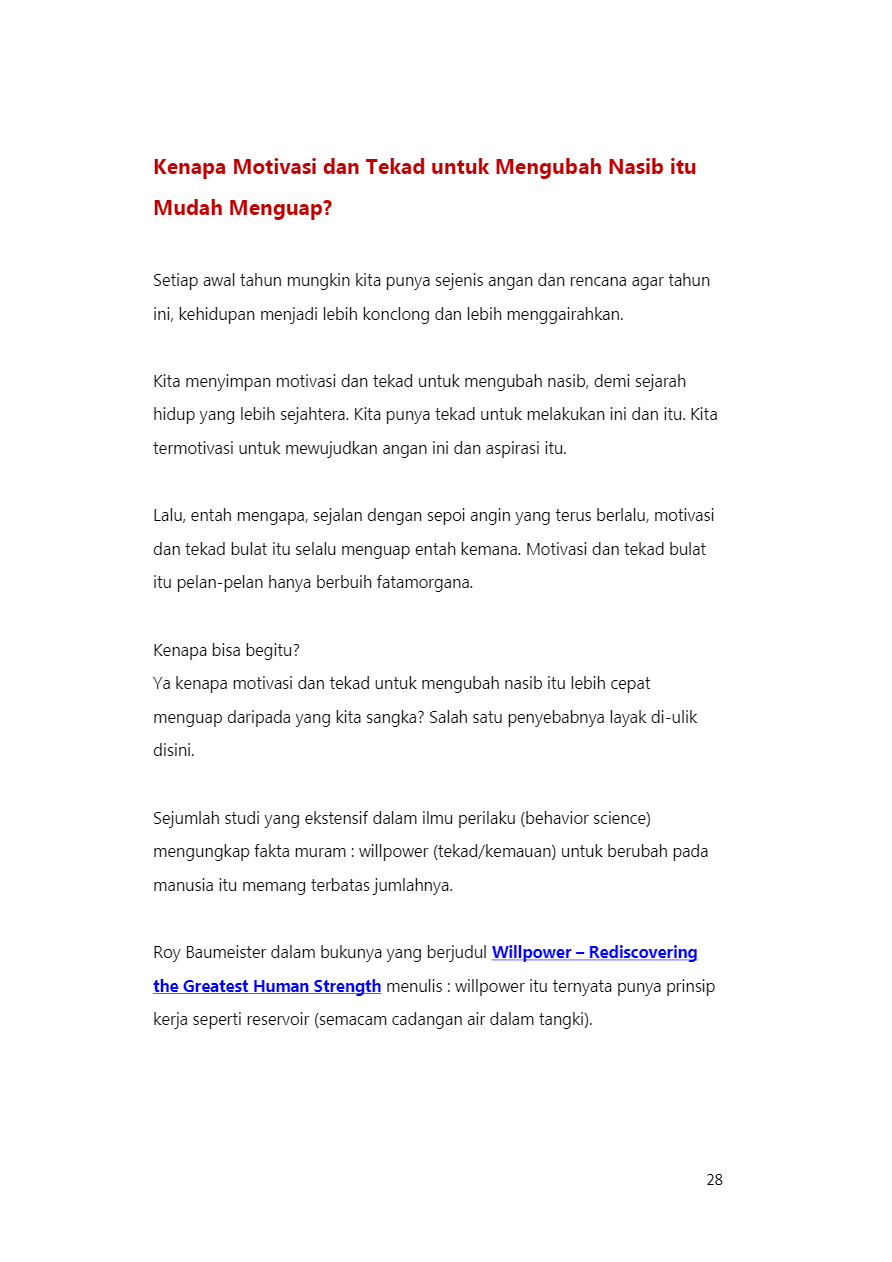 Kenapa Motivasi dan Tekad untuk Mengubah Nasib itu
Mudah Menguap?
Setiap awal tahun mungkin kita punya sejenis angan dan rencana agar tahun
ini, kehidupan menjadi lebih konclong dan lebih menggairahkan.
Kita menyimpan motivasi dan tekad untuk mengubah nasib, demi sejarah
hidup yang lebih sejahtera. Kita punya tekad untuk melakukan ini dan itu. Kita
termotivasi untuk mewujudkan angan ini dan aspirasi itu.
Lalu, entah mengapa, sejalan dengan sepoi angin yang terus berlalu, motivasi
dan tekad bulat itu selalu menguap entah kemana. Motivasi dan tekad bulat
itu pelan-pelan hanya berbuih fatamorgana.
Kenapa bisa begitu?
Ya kenapa motivasi dan tekad untuk mengubah nasib itu lebih cepat
menguap daripada yang kita sangka? Salah satu penyebabnya layak di-ulik
disini.
Sejumlah studi yang ekstensif dalam ilmu perilaku (behavior science)
mengungkap fakta muram : willpower (tekad/kemauan) untuk berubah pada
manusia itu memang terbatas jumlahnya.
Roy Baumeister dalam bukunya yang berjudul Willpower – Rediscovering
the Greatest Human Strength menulis : willpower itu ternyata punya prinsip
kerja seperti reservoir (semacam cadangan air dalam tangki).
28